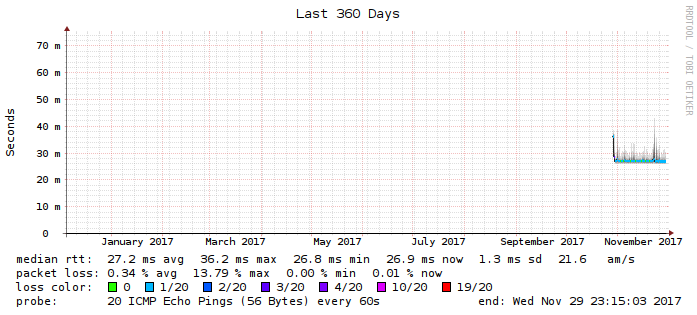 Last 360 Days
RRDTOOL / TOBI OETIKER
Seconds
70 m
60 m
50 m
40 m
30 m
20 m
10 m
0
January 2017 March 2017 May 2017 July 2017 September 2017 November 2017
median rtt: 27.2 ms avg 36.2 ms max 26.8 ms min 26.9 ms now 1.3 ms sd 21.6 am/s
packet loss: 0.34 % avg 13.79 % max 0.00 % min 0.01 % now
loss color: 0 1/20 2/20 3/20 4/20 10/20 19/20
probe: 20 ICMP Echo Pings (56 Bytes) every 60s end: Wed Nov 29 23:15:03 2017